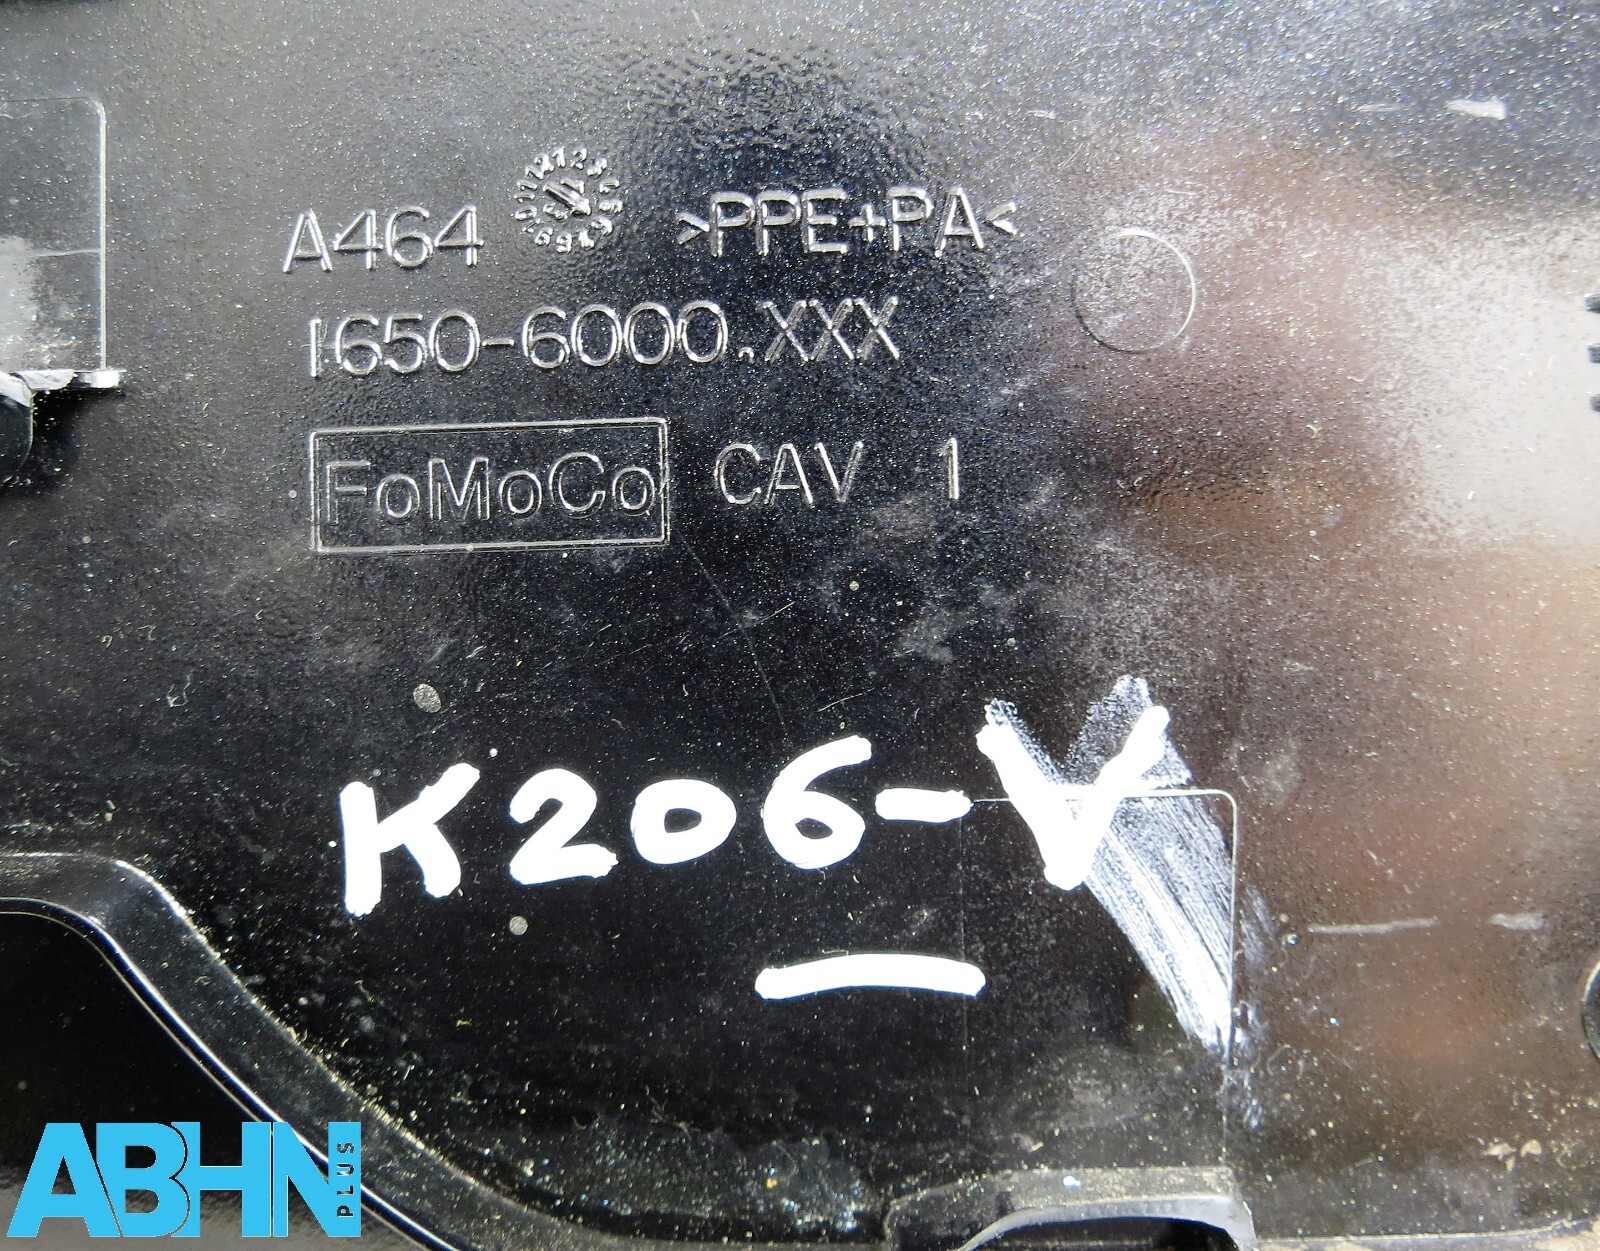 A464 >PPE+PA<
1650-6000.XXX
FoMoCo CAV 1
K206-V
ABHN PLUS